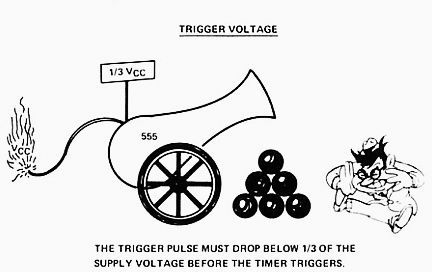 TRIGGER VOLTAGE
1/3 VCC
555
CC
THE TRIGGER PULSE MUST DROP BELOW 1/3 OF THE
SUPPLY VOLTAGE BEFORE THE TIMER TRIGGERS.